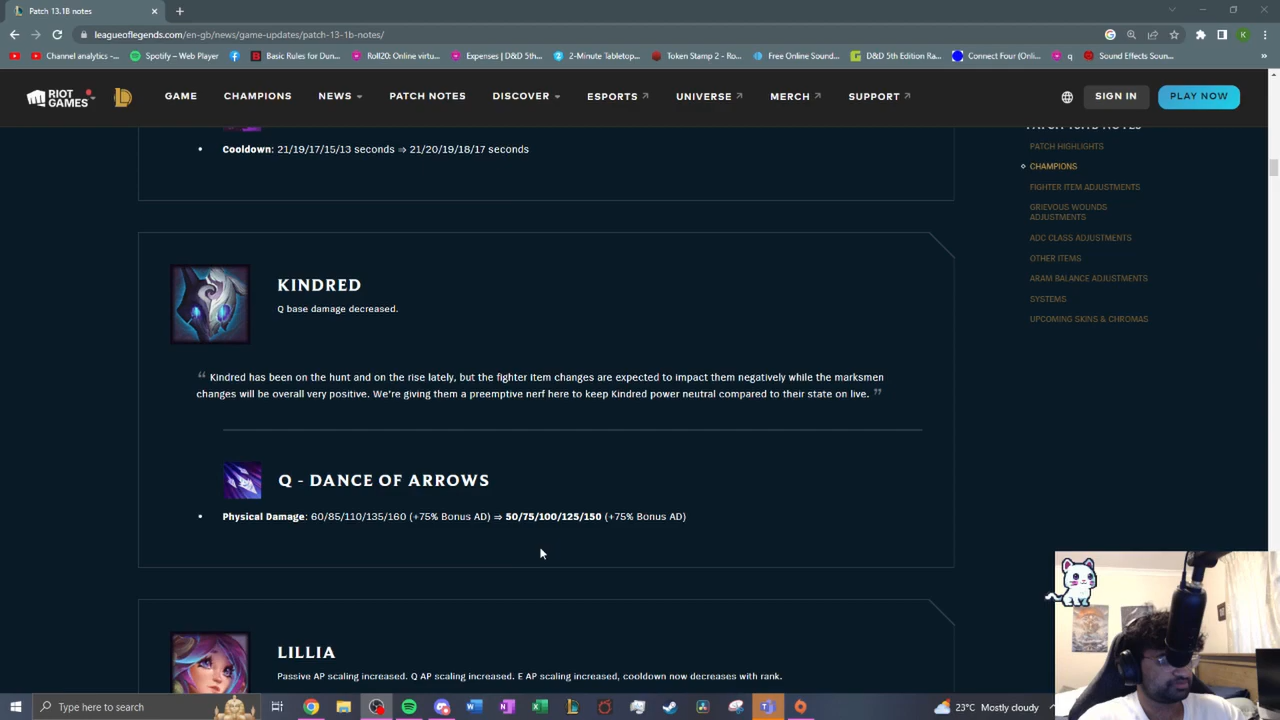 Patch 13.1B notes
leagueoflegends.com/en-gb/news/game-updates/patch-13-1b-notes/
K
Channel analytics -...
Spotify – Web Player
Basic Rules for Dun...
Roll20: Online virtu...
Expenses | D&D 5th...
2-Minute Tabletop...
Token Stamp 2 - Ro...
Free Online Sound...
D&D 5th Edition Ra...
Connect Four (Onli...
q
Sound Effects Soun...
RIOT GAMES
GAME
CHAMPIONS
NEWS
PATCH NOTES
DISCOVER
ESPORTS
UNIVERSE
MERCH
SUPPORT
SIGN IN
PLAY NOW
PATCH 13.1B NOTES
PATCH HIGHLIGHTS
CHAMPIONS
FIGHTER ITEM ADJUSTMENTS
GRIEVOUS WOUNDS
ADJUSTMENTS
ADC CLASS ADJUSTMENTS
OTHER ITEMS
ARAM BALANCE ADJUSTMENTS
SYSTEMS
UPCOMING SKINS & CHROMAS
• Cooldown: 21/19/17/15/13 seconds ⇒ 21/20/19/18/17 seconds
KINDRED
Q base damage decreased.
“ Kindred has been on the hunt and on the rise lately, but the fighter item changes are expected to impact them negatively while the marksmen
changes will be overall very positive. We're giving them a preemptive nerf here to keep Kindred power neutral compared to their state on live. ”
Q - DANCE OF ARROWS
• Physical Damage: 60/85/110/135/160 (+75% Bonus AD) ⇒ 50/75/100/125/150 (+75% Bonus AD)
LILLIA
Passive AP scaling increased. Q AP scaling increased. E AP scaling increased, cooldown now decreases with rank.
Type here to search
23°C Mostly cloudy